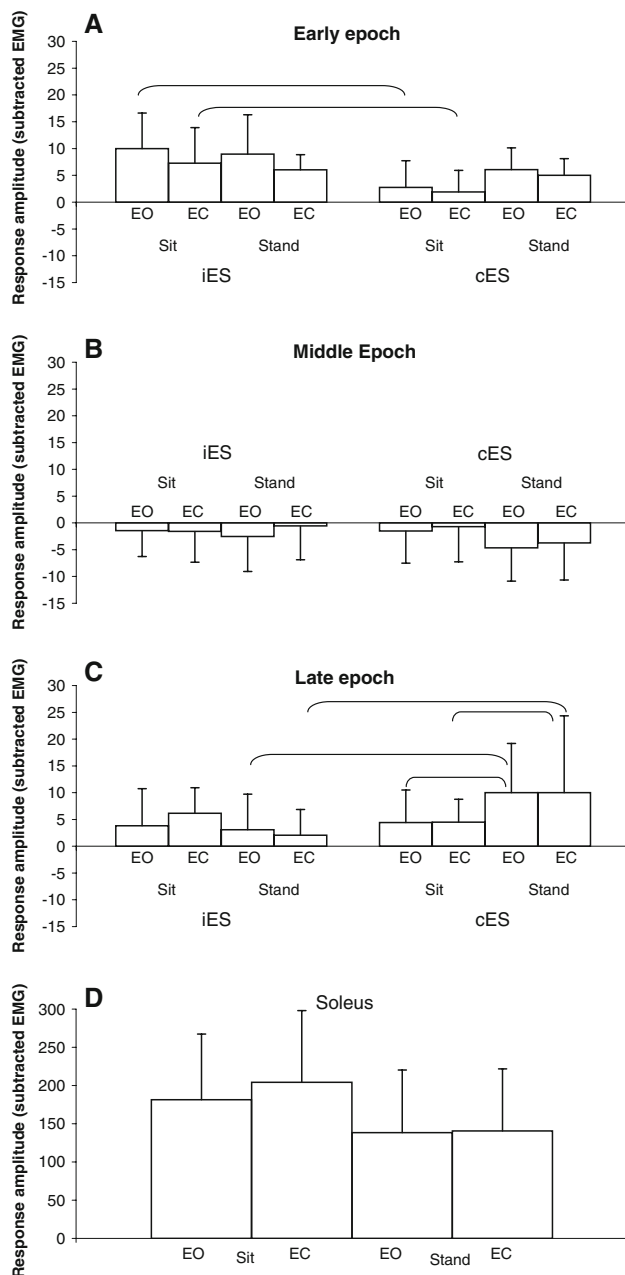 A
Early epoch
Response amplitude (subtracted EMG)
30
25
20
15
10
5
0
-5
-10
-15
EO EC EO EC EO EC EO EC
Sit Stand Sit Stand
iES cES
B
Middle Epoch
Response amplitude (subtracted EMG)
30
25
20
15
10
5
0
-5
-10
-15
iES cES
Sit Stand Sit Stand
EO EC EO EC EO EC EO EC
C
Late epoch
Response amplitude (subtracted EMG)
30
25
20
15
10
5
0
-5
-10
-15
EO EC EO EC EO EC EO EC
Sit Stand Sit Stand
iES cES
D
Soleus
Response amplitude (subtracted EMG)
300
250
200
150
100
50
0
EO Sit EC EO Stand EC